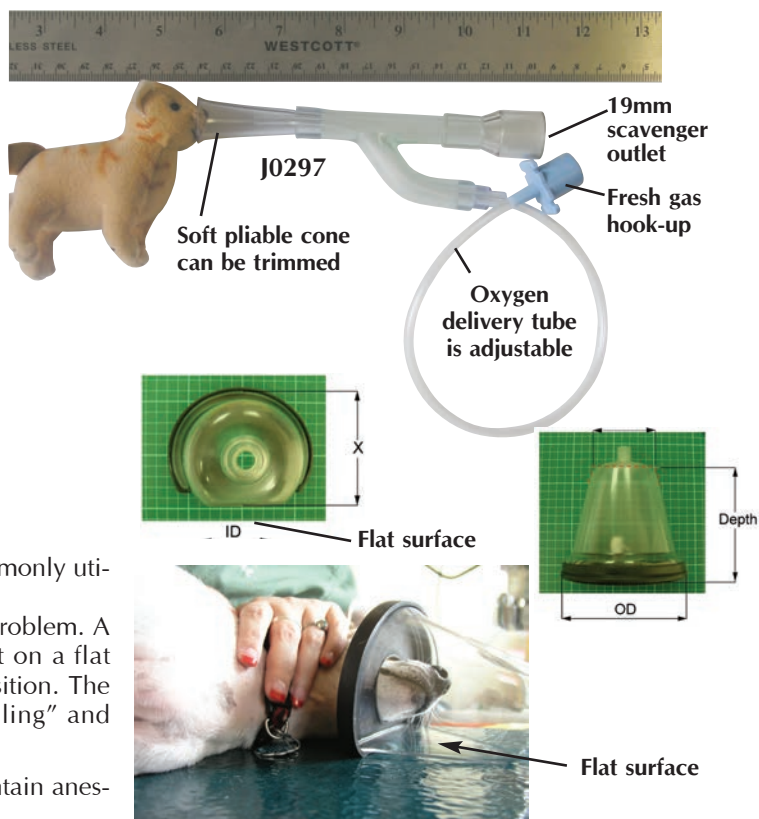 3 4 5 6 7 8 9 10 11 12 13
LESS STEEL WESTCOTT®
19mm
scavenger
outlet
J0297
Fresh gas
hook-up
Soft pliable cone
can be trimmed
Oxygen
delivery tube
is adjustable
X
ID
Flat surface
Depth
OD
monly uti-
roblem. A
t on a flat
sition. The
ling” and
ntain anes-
Flat surface